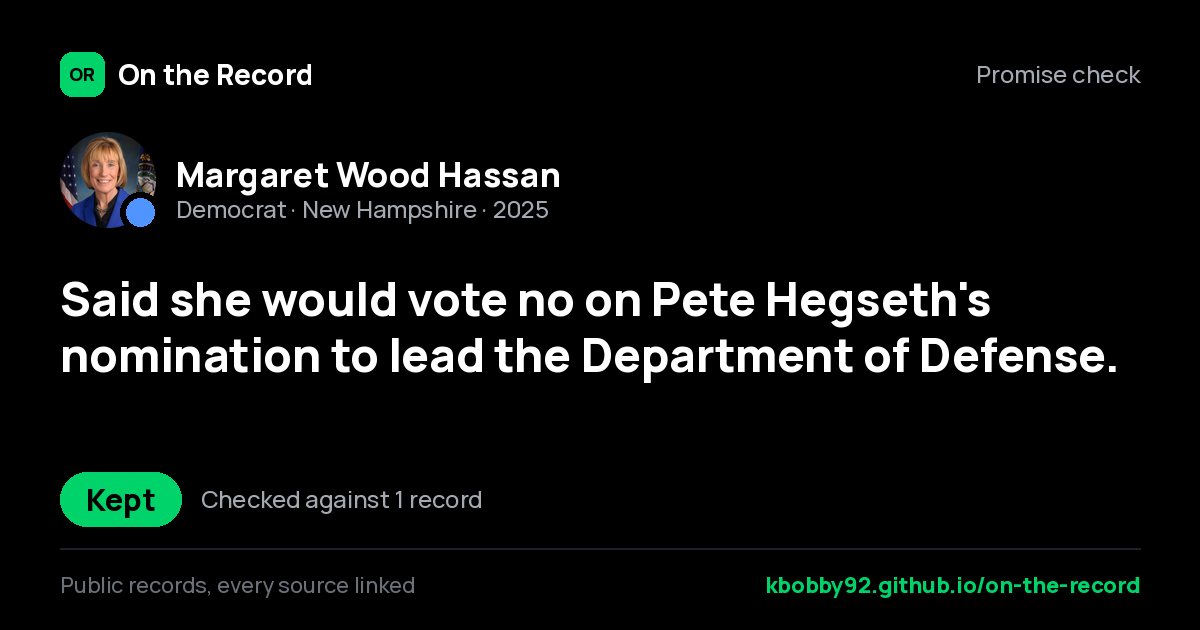 OR On the Record
Promise check
Margaret Wood Hassan
Democrat · New Hampshire · 2025
Said she would vote no on Pete Hegseth's
nomination to lead the Department of Defense.
Kept Checked against 1 record
Public records, every source linked
kbobby92.github.io/on-the-record